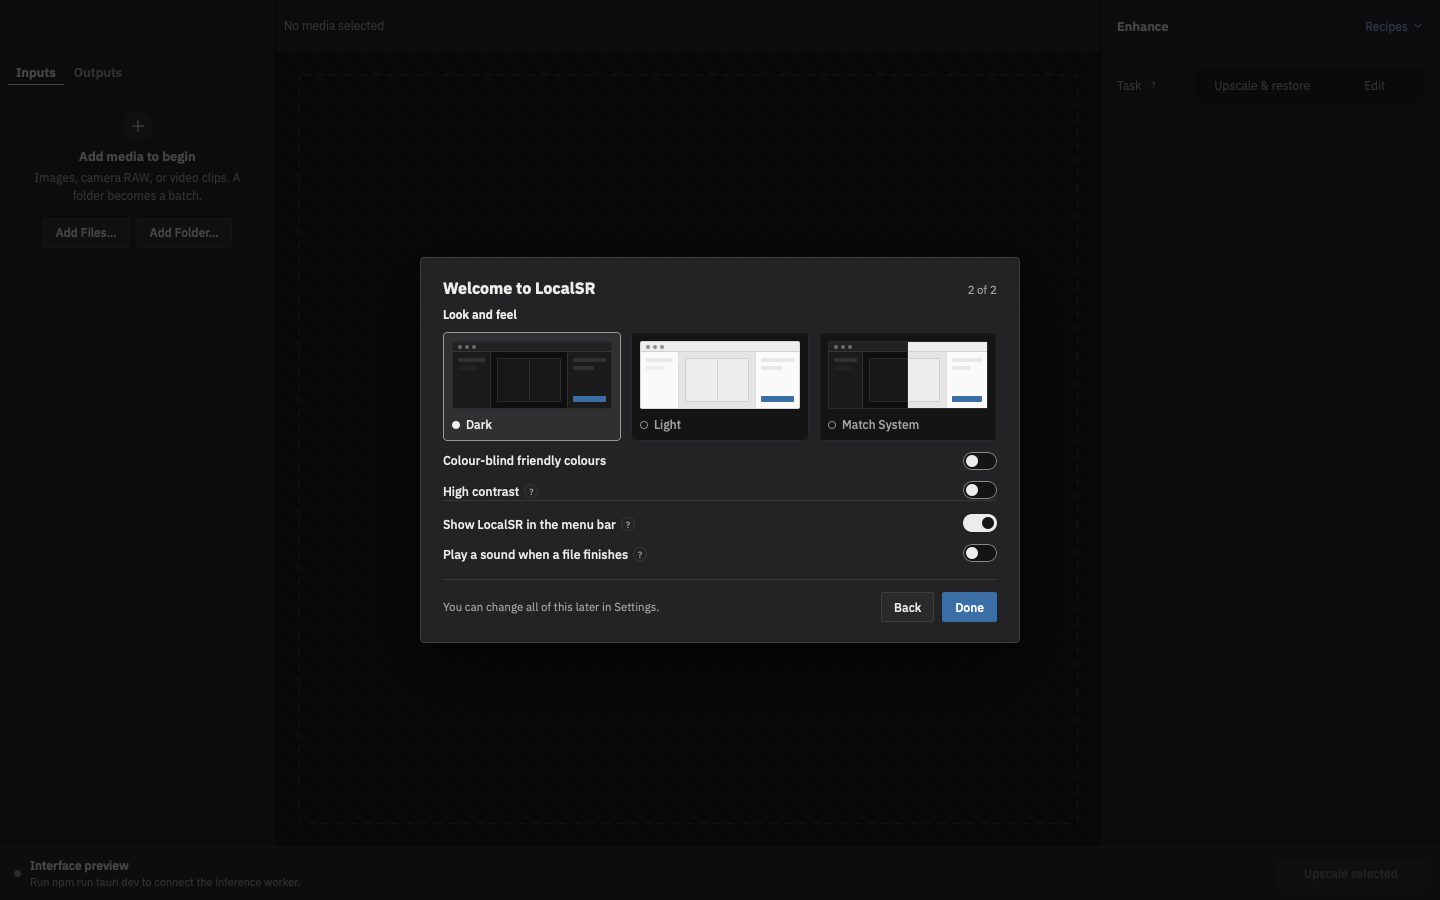 No media selected
Enhance
Recipes
Inputs
Outputs
Task ?
Upscale & restore
Edit
Add media to begin
Images, camera RAW, or video clips. A
folder becomes a batch.
Add Files...
Add Folder...
Welcome to LocalSR
2 of 2
Look and feel
Dark
Light
Match System
Colour-blind friendly colours
High contrast ?
Show LocalSR in the menu bar ?
Play a sound when a file finishes ?
You can change all of this later in Settings.
Back
Done
Interface preview
Run npm run tauri dev to connect the inference worker.
Upscale selected